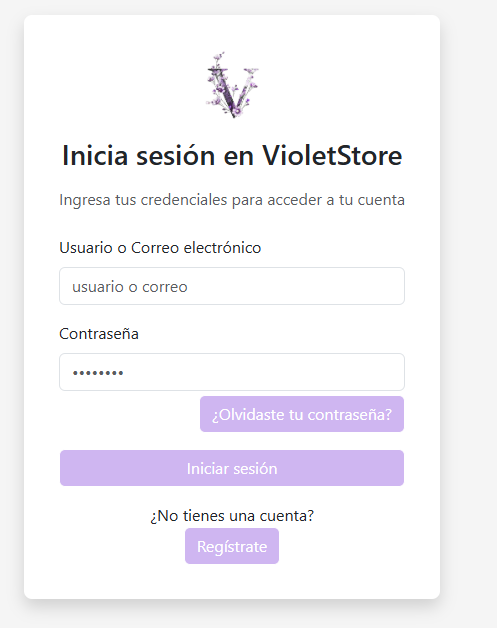 V
Inicia sesión en VioletStore
Ingresa tus credenciales para acceder a tu cuenta
Usuario o Correo electrónico
usuario o correo
Contraseña
••••••••
¿Olvidaste tu contraseña?
Iniciar sesión
¿No tienes una cuenta?
Regístrate